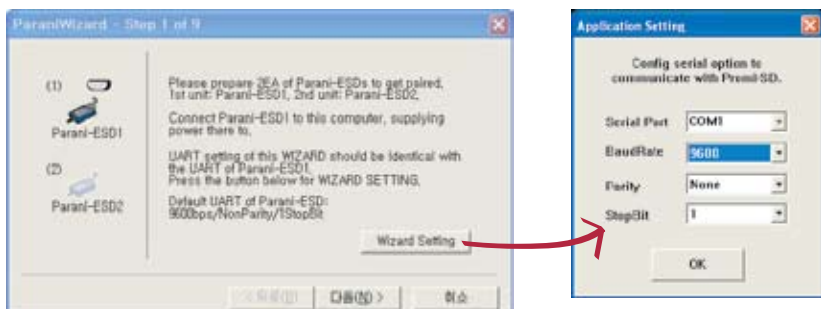 ParaniWizard - Step 1 of 9
(1)
Parani-ESD1
(2)
Parani-ESD2
Please prepare 2EA of Parani-ESDs to get paired,
1st unit: Parani-ESD1, 2nd unit: Parani-ESD2,
Connect Parani-ESD1 to this computer, supplying
power there to,
UART setting of this WIZARD should be identical with
the UART of Parani-ESD1,
Press the button below for WIZARD SETTING,
Default UART of Parani-ESD:
9600bps/NonParity/1StopBit
Wizard Setting
< 뒤로(B)
다음(N) >
취소
Application Setting
Config serial option to
communicate with Promi-SD.
Serial Port COM1
BaudRate 9600
Parity None
StopBit 1
OK